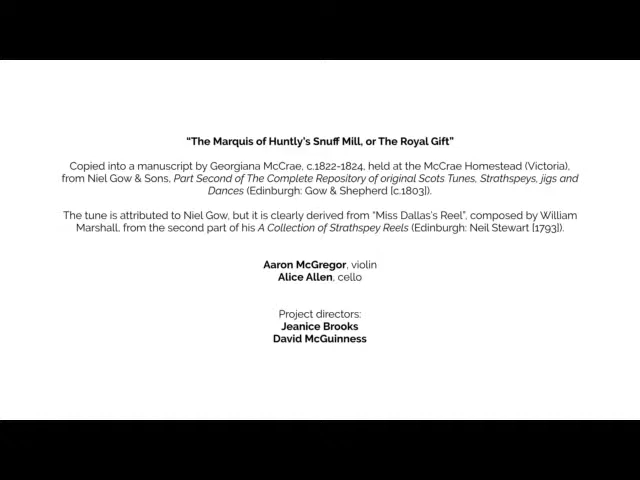 “The Marquis of Huntly’s Snuff Mill, or The Royal Gift”
Copied into a manuscript by Georgiana McCrae, c.1822-1824, held at the McCrae Homestead (Victoria),
from Niel Gow & Sons, Part Second of The Complete Repository of original Scots Tunes, Strathspeys, jigs and
Dances (Edinburgh: Gow & Shepherd [c.1803]).
The tune is attributed to Niel Gow, but it is clearly derived from “Miss Dallas’s Reel”, composed by William
Marshall, from the second part of his A Collection of Strathspey Reels (Edinburgh: Neil Stewart [1793]).
Aaron McGregor, violin
Alice Allen, cello
Project directors:
Jeanice Brooks
David McGuinness